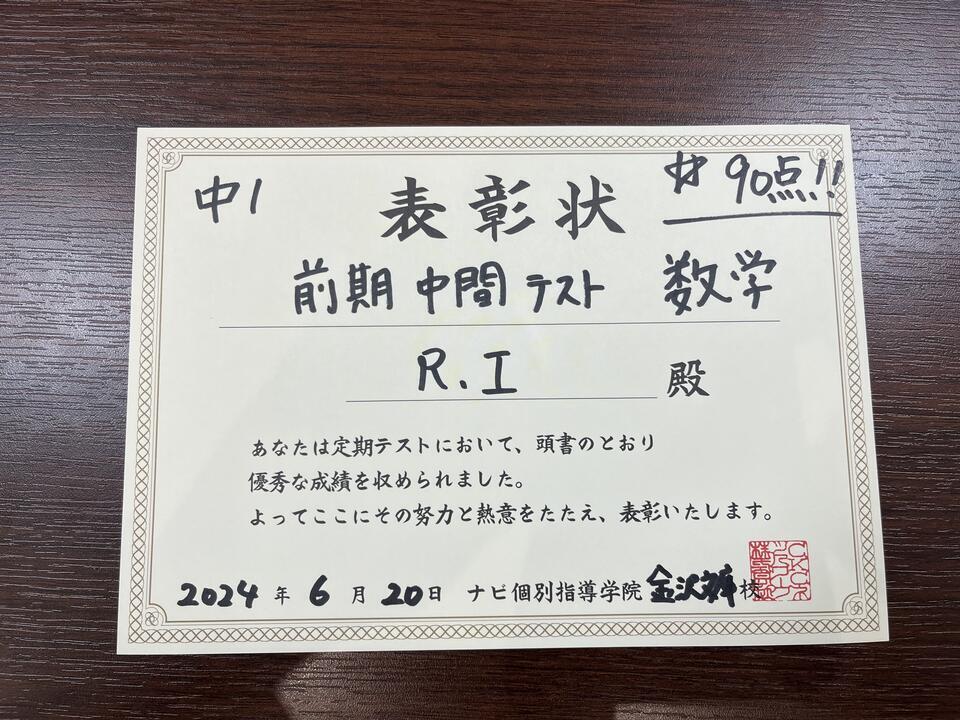 中1
表彰状
90点!!
前期中間テスト 数学
R.I 殿
あなたは定期テストにおいて、頭書のとおり
優秀な成績を収められました。
よってここにその努力と熱意をたたえ、表彰いたします。
2024年6月20日 ナビ個別指導学院 金沢 校